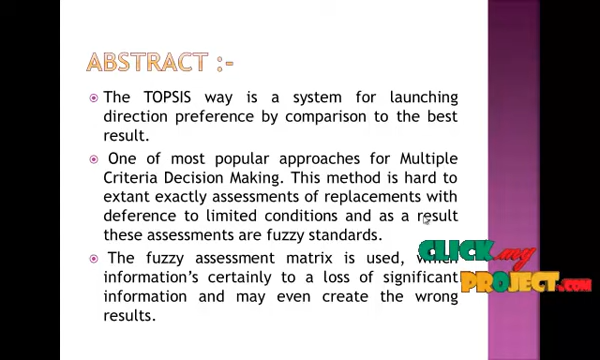 ABSTRACT :-
The TOPSIS way is a system for launching
direction preference by comparison to the best
result.
One of most popular approaches for Multiple
Criteria Decision Making. This method is hard to
extant exactly assessments of replacements with
deference to limited conditions and as a result
these assessments are fuzzy standards.
The fuzzy assessment matrix is used,
information's certainly to a loss of significant
information and may even create the wrong
results.
CLICK my
PROJECT.COM